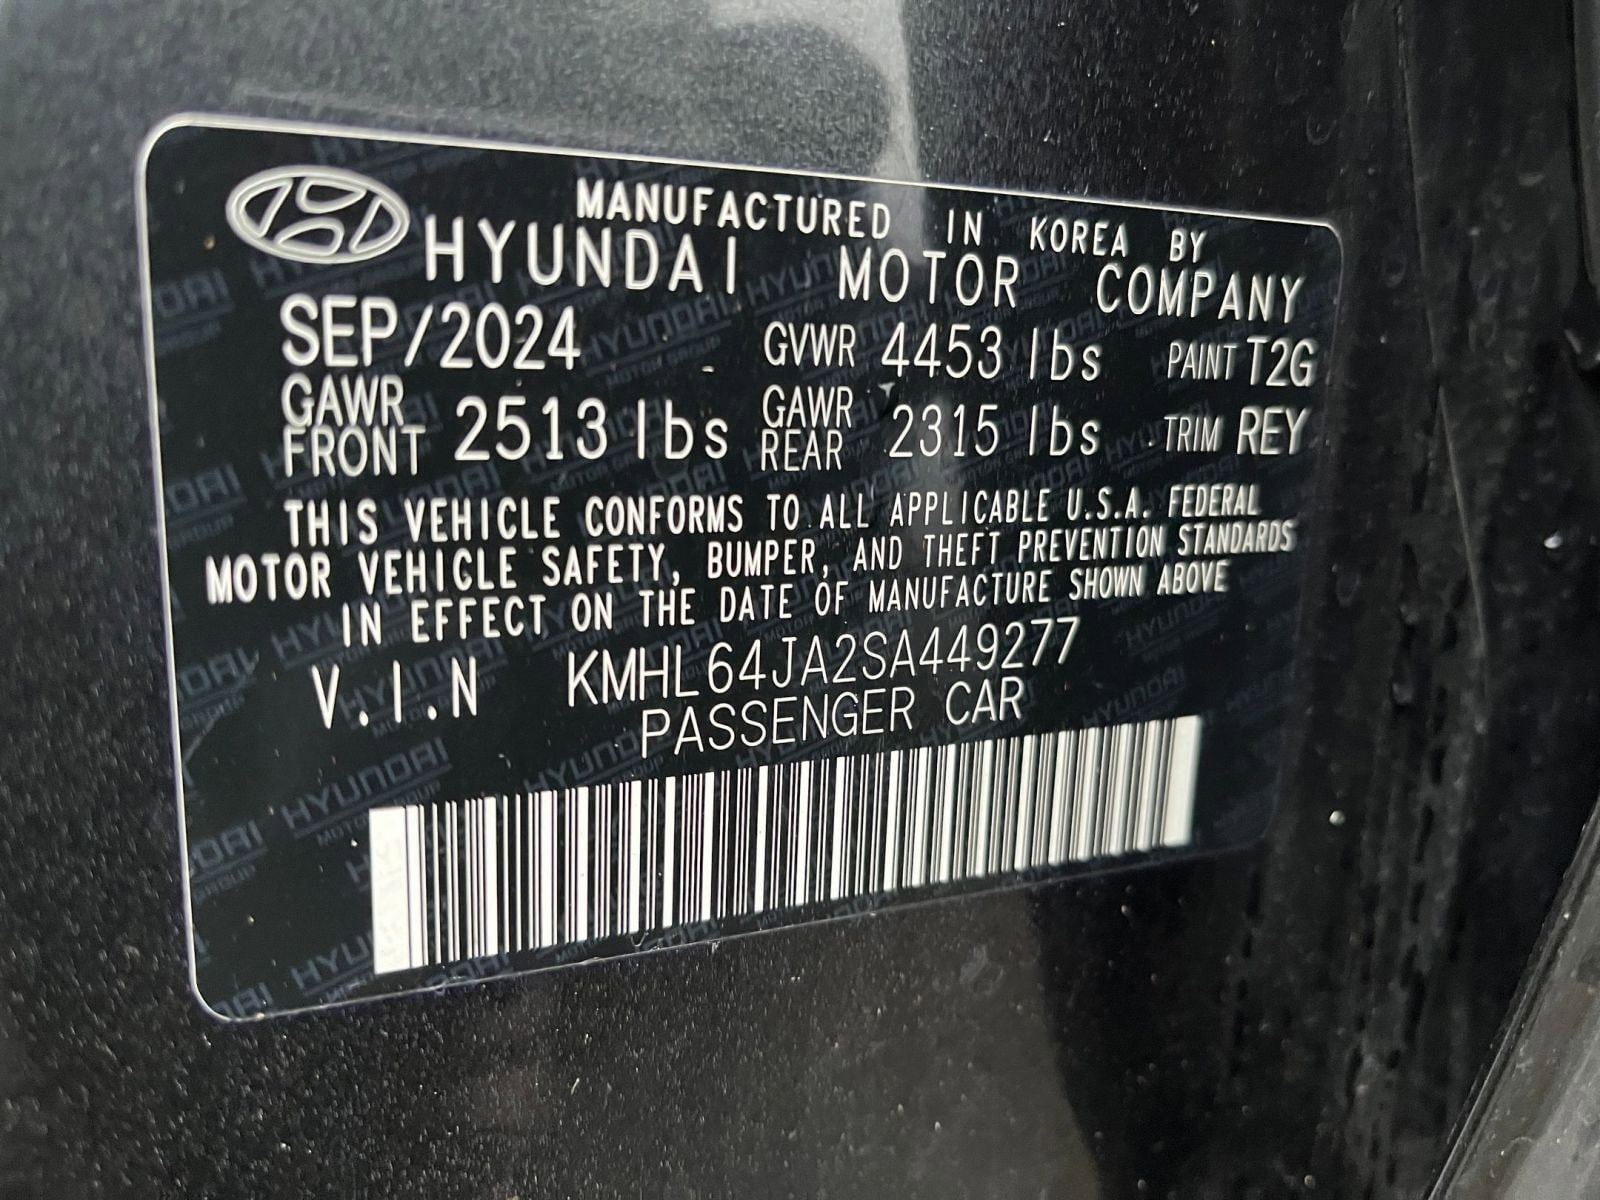 MANUFACTURED IN KOREA BY
HYUNDAI MOTOR COMPANY
SEP/2024 GVWR 4453 lbs PAINT T2G
GAWR FRONT 2513 lbs GAWR REAR 2315 lbs TRIM REY
THIS VEHICLE CONFORMS TO ALL APPLICABLE U.S.A. FEDERAL
MOTOR VEHICLE SAFETY, BUMPER, AND THEFT PREVENTION STANDARDS
IN EFFECT ON THE DATE OF MANUFACTURE SHOWN ABOVE
V.I.N KMHL64JA2SA449277
PASSENGER CAR